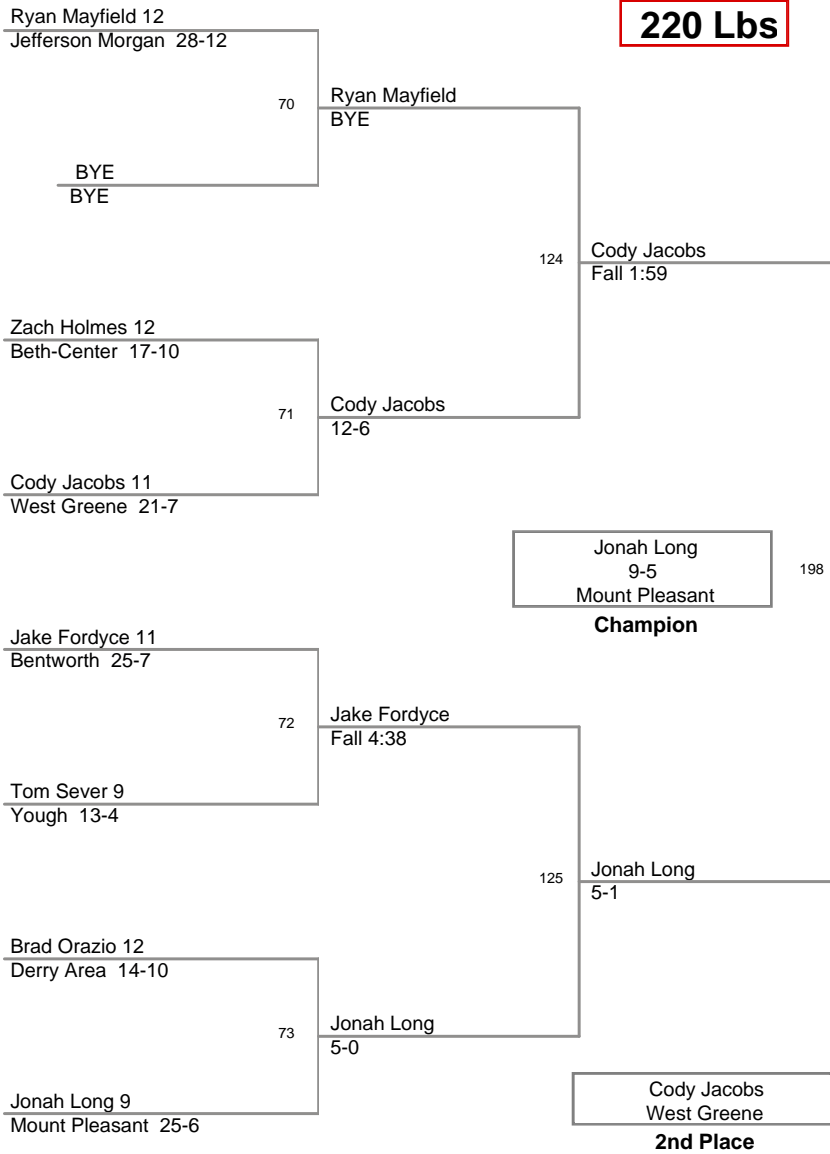 220 Lbs
Ryan Mayfield 12
Jefferson Morgan 28-12
70
Ryan Mayfield
BYE
BYE
BYE
124
Cody Jacobs
Fall 1:59
Zach Holmes 12
Beth-Center 17-10
71
Cody Jacobs
12-6
Cody Jacobs 11
West Greene 21-7
Jonah Long
9-5
Mount Pleasant
198
Champion
Jake Fordyce 11
Bentworth 25-7
72
Jake Fordyce
Fall 4:38
Tom Sever 9
Yough 13-4
125
Jonah Long
5-1
Brad Orazio 12
Derry Area 14-10
73
Jonah Long
5-0
Jonah Long 9
Mount Pleasant 25-6
Cody Jacobs
West Greene
2nd Place